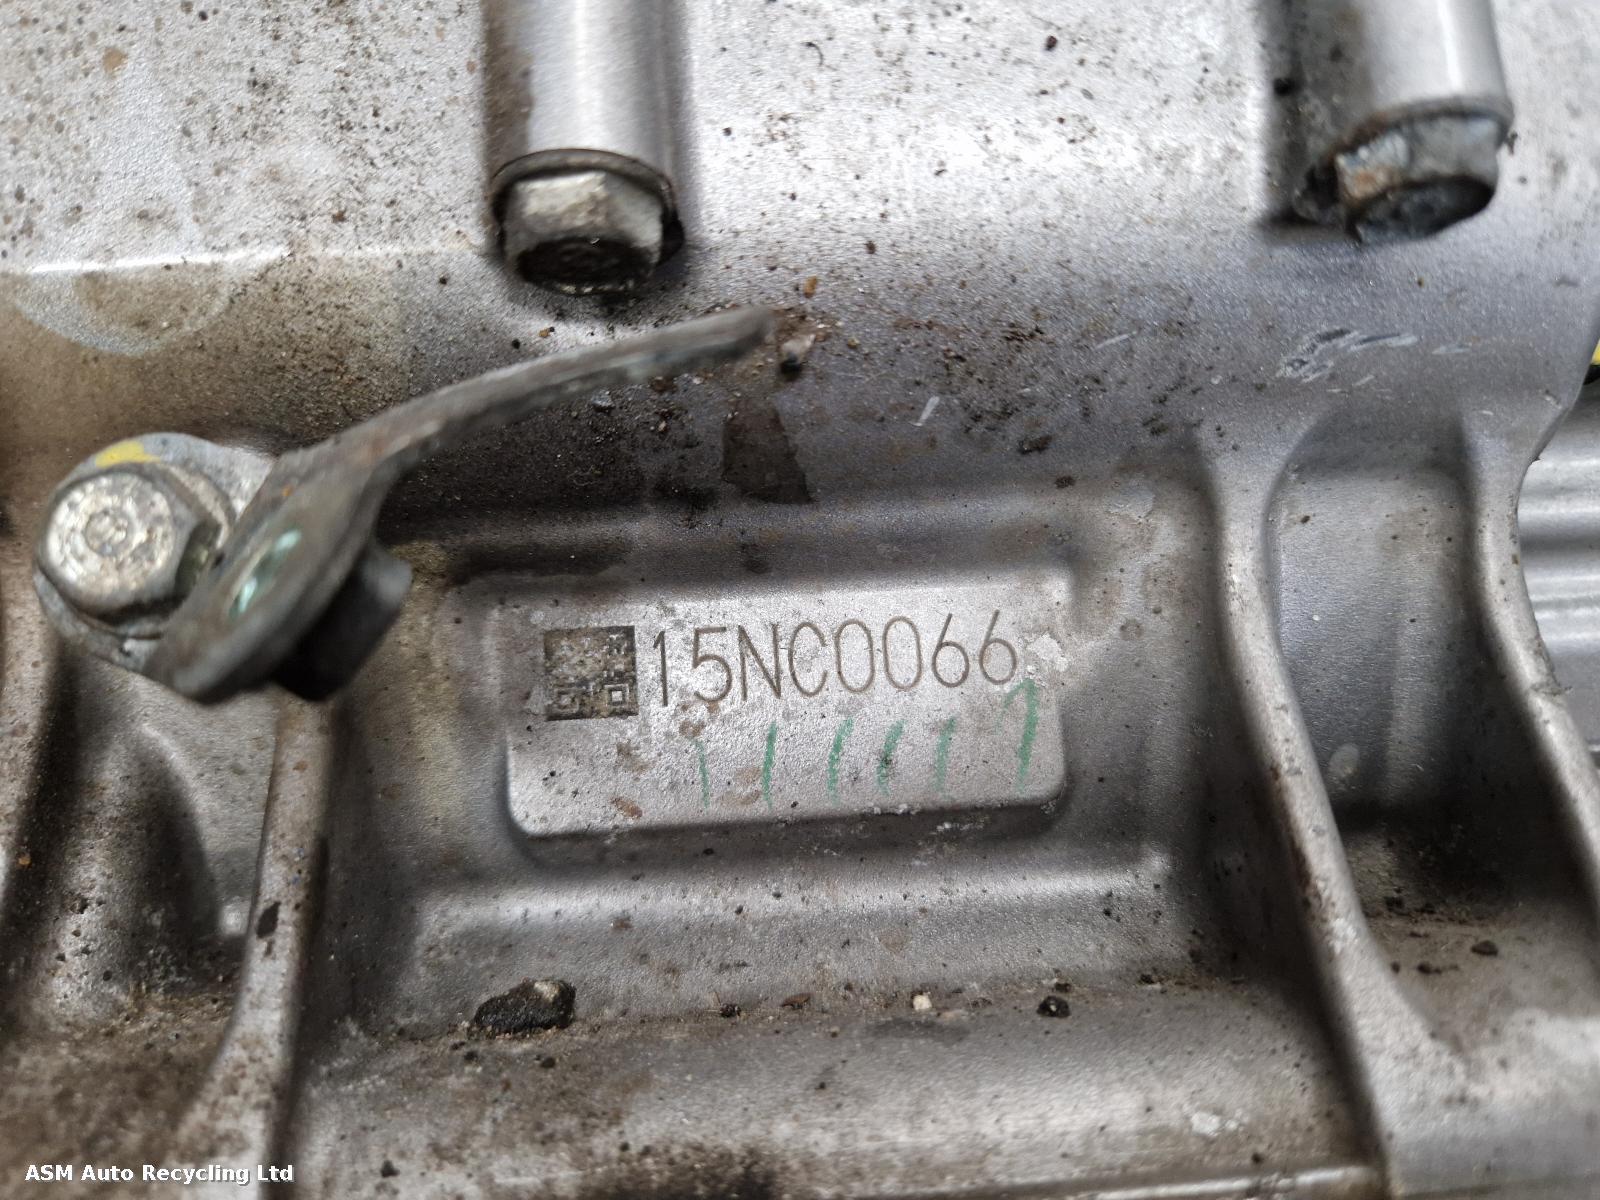 15NC0066
ASM Auto Recycling Ltd